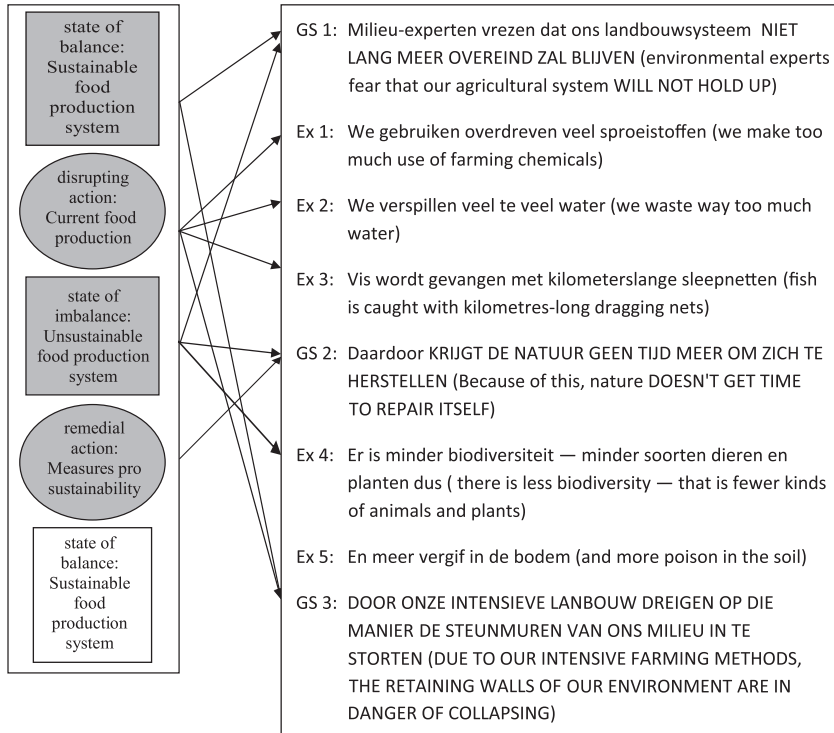 state of
balance:
Sustainable
food
production
system
disrupting
action:
Current food
production
state of
imbalance:
Unsustainable
food production
system
remedial
action:
Measures pro
sustainability
state of
balance:
Sustainable
food
production
system
GS 1: Milieu-experten vrezen dat ons landbouwsysteem NIET
LANG MEER OVEREIND ZAL BLIJVEN (environmental experts
fear that our agricultural system WILL NOT HOLD UP)
Ex 1: We gebruiken overdreven veel sproeistoffen (we make too
much use of farming chemicals)
Ex 2: We verspillen veel te veel water (we waste way too much
water)
Ex 3: Vis wordt gevangen met kilometerslange sleepnetten (fish
is caught with kilometres-long dragging nets)
GS 2: Daardoor KRIJGT DE NATUUR GEEN TIJD MEER OM ZICH TE
HERSTELLEN (Because of this, nature DOESN'T GET TIME
TO REPAIR ITSELF)
Ex 4: Er is minder biodiversiteit — minder soorten dieren en
planten dus ( there is less biodiversity — that is fewer kinds
of animals and plants)
Ex 5: En meer vergif in de bodem (and more poison in the soil)
GS 3: DOOR ONZE INTENSIEVE LANBOUW DREIGEN OP DIE
MANIER DE STEUNMUREN VAN ONS MILIEU IN TE
STORTEN (DUE TO OUR INTENSIVE FARMING METHODS,
THE RETAINING WALLS OF OUR ENVIRONMENT ARE IN
DANGER OF COLLAPSING)